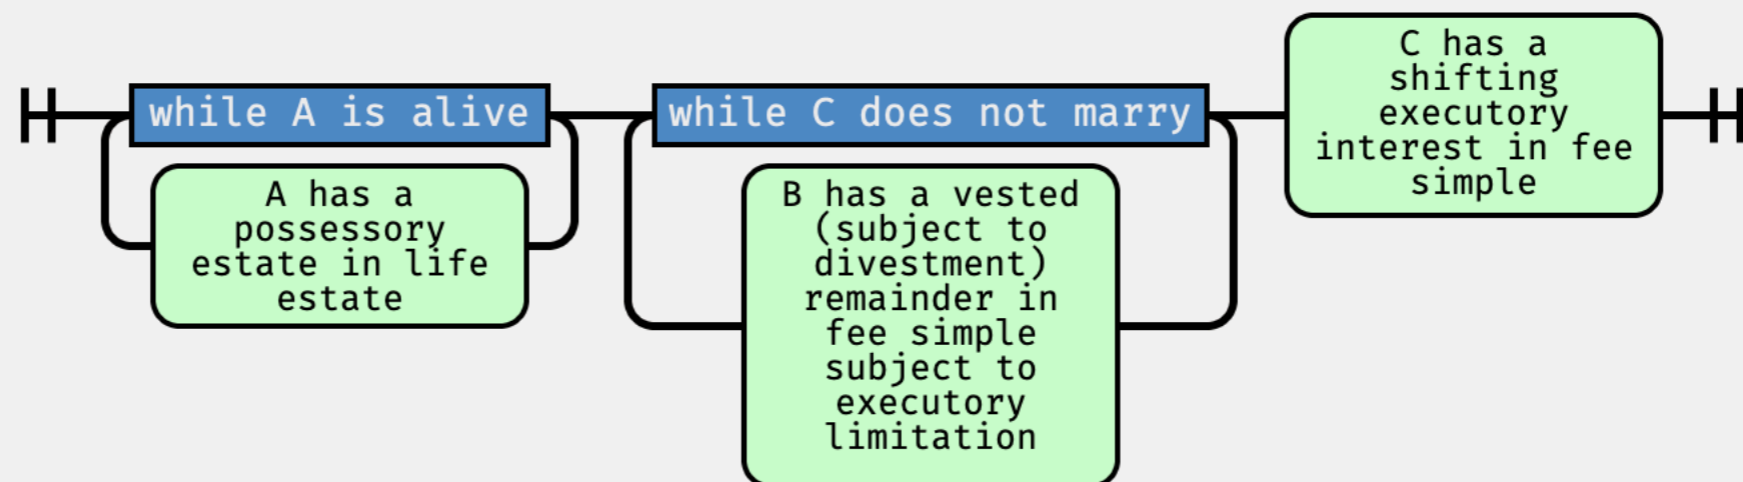 while A is alive
A has a
possessory
estate in life
estate
while C does not marry
B has a vested
(subject to
divestment)
remainder in
fee simple
subject to
executory
limitation
C has a
shifting
executory
interest in fee
simple